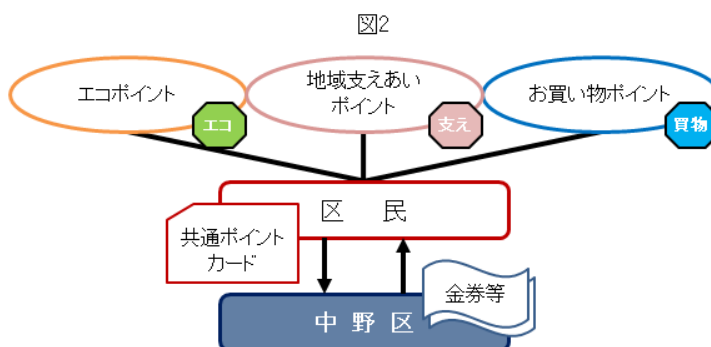 図2
エコポイント
エコ
地域支えあい
ポイント
支え
お買い物ポイント
買物
区 民
共通ポイント
カード
金券等
中 野 区